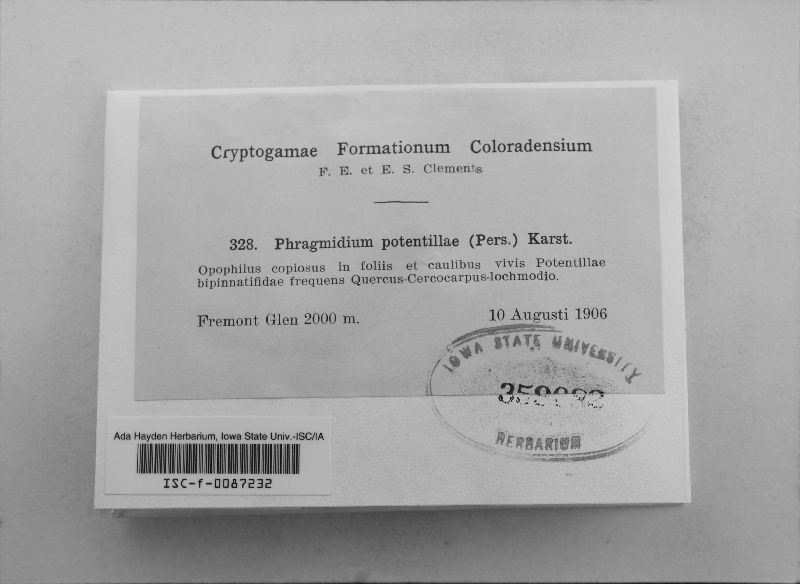 Cryptogamae Formationum Coloradensium
F. E. et E. S. Clements
328. Phragmidium potentillae (Pers.) Karst.
Opophilus copiosus in foliis et caulibus vivis Potentillae
bipinnatifidae frequens Quercus-Cercocarpus-lochmodio.
Fremont Glen 2000 m. 10 Augusti 1906
IOWA STATE UNIVERSITY
HERBARIUM
Ada Hayden Herbarium, Iowa State Univ.-ISC/IA
ISC-f-0087232